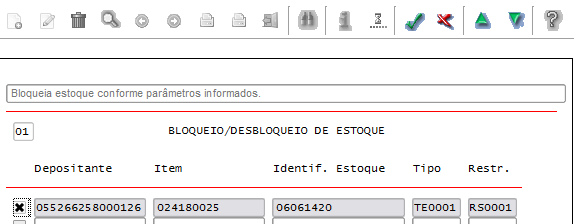 Bloqueia estoque conforme parâmetros informados.
01 BLOQUEIO/DESBLOQUEIO DE ESTOQUE
Depositante Item Identif. Estoque Tipo Restr.
055266258000126 024180025 06061420 TE0001 RS0001